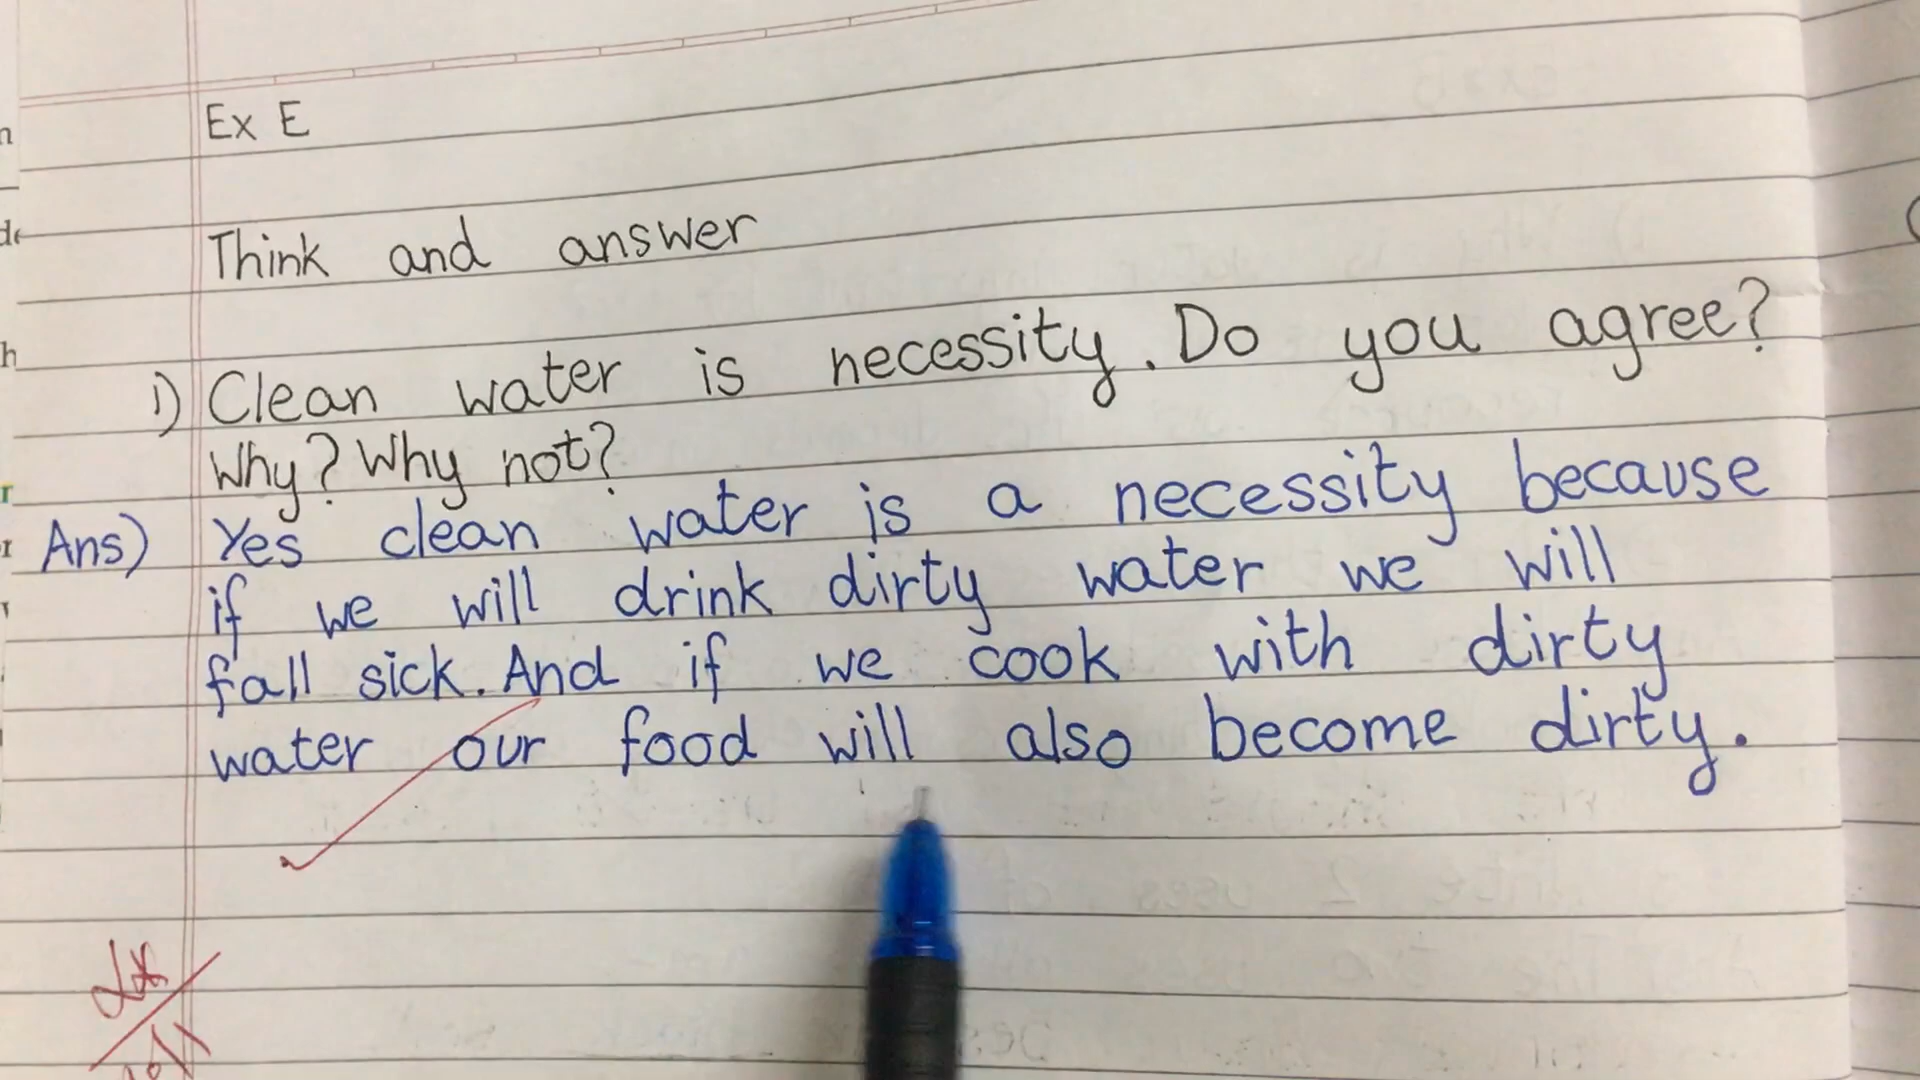 Ex E
Think and answer
1) Clean water is necessity. Do you agree?
Why? Why not?
Ans) Yes clean water is a necessity because
if we will drink dirty water we will
fall sick. And if we cook with dirty
water our food will also become dirty.